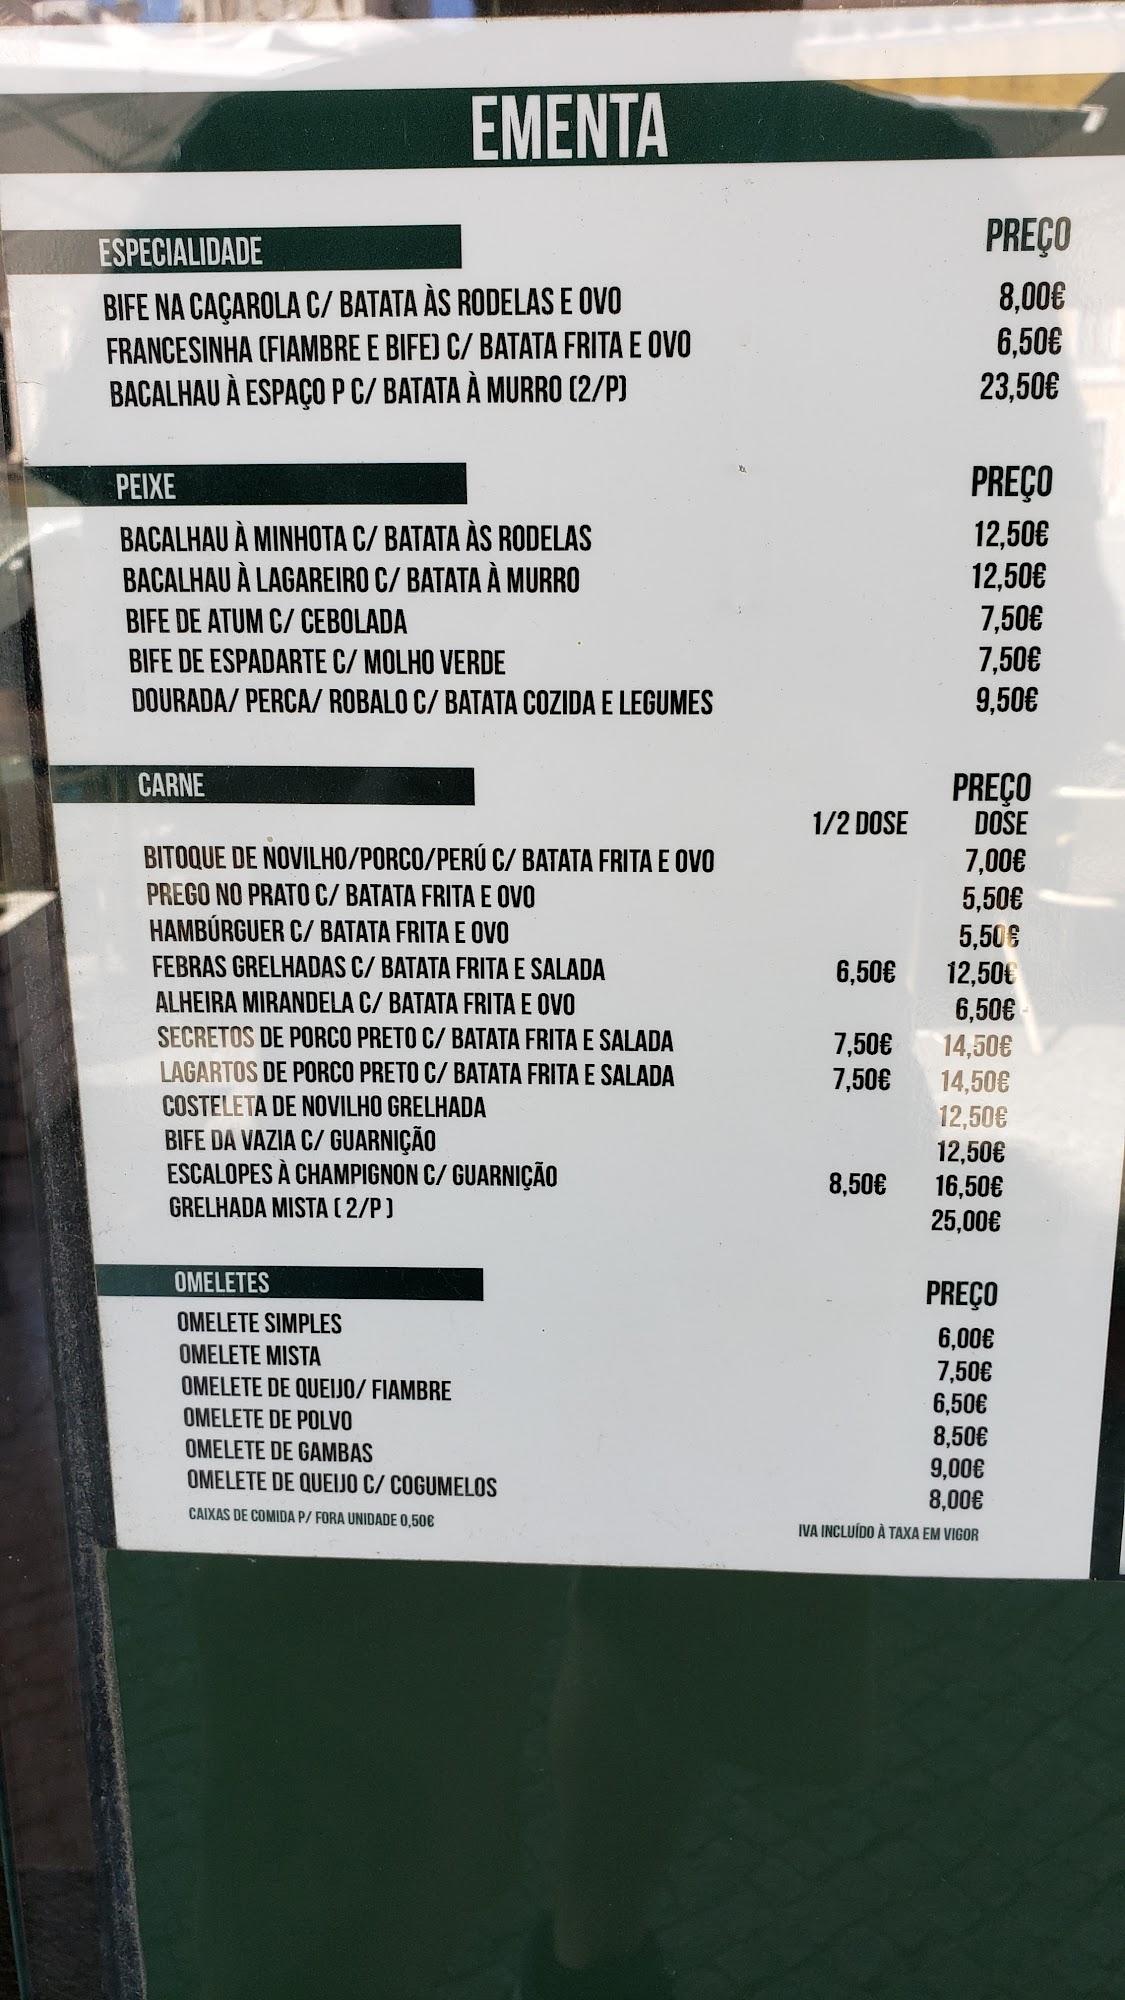 EMENTA
ESPECIALIDADE PREÇO
BIFE NA CAÇAROLA C/ BATATA ÀS RODELAS E OVO 8,00€
FRANCESINHA (FIAMBRE E BIFE) C/ BATATA FRITA E OVO 6,50€
BACALHAU À ESPAÇO P C/ BATATA À MURRO (2/P) 23,50€
PEIXE PREÇO
BACALHAU À MINHOTA C/ BATATA ÀS RODELAS 12,50€
BACALHAU À LAGAREIRO C/ BATATA À MURRO 12,50€
BIFE DE ATUM C/ CEBOLADA 7,50€
BIFE DE ESPADARTE C/ MOLHO VERDE 7,50€
DOURADA/ PERCA/ ROBALO C/ BATATA COZIDA E LEGUMES 9,50€
CARNE PREÇO
1/2 DOSE DOSE
BITOQUE DE NOVILHO/PORCO/PERÚ C/ BATATA FRITA E OVO 7,00€
PREGO NO PRATO C/ BATATA FRITA E OVO 5,50€
HAMBÚRGUER C/ BATATA FRITA E OVO 5,50€
FEBRAS GRELHADAS C/ BATATA FRITA E SALADA 6,50€ 12,50€
ALHEIRA MIRANDELA C/ BATATA FRITA E OVO 6,50€
SECRETOS DE PORCO PRETO C/ BATATA FRITA E SALADA 7,50€ 14,50€
LAGARTOS DE PORCO PRETO C/ BATATA FRITA E SALADA 7,50€ 14,50€
COSTELETA DE NOVILHO GRELHADA 12,50€
BIFE DA VAZIA C/ GUARNIÇÃO 12,50€
ESCALOPES À CHAMPIGNON C/ GUARNIÇÃO 8,50€ 16,50€
GRELHADA MISTA ( 2/P ) 25,00€
OMELETES PREÇO
OMELETE SIMPLES 6,00€
OMELETE MISTA 7,50€
OMELETE DE QUEIJO/ FIAMBRE 6,50€
OMELETE DE POLVO 8,50€
OMELETE DE GAMBAS 9,00€
OMELETE DE QUEIJO C/ COGUMELOS 8,00€
CAIXAS DE COMIDA P/ FORA UNIDADE 0,50€ IVA INCLUÍDO À TAXA EM VIGOR